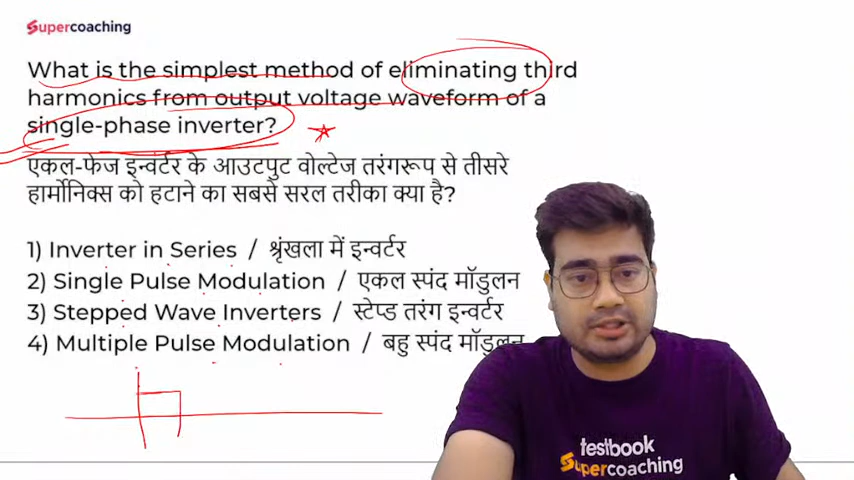 Supercoaching
What is the simplest method of eliminating third
harmonics from output voltage waveform of a
single-phase inverter?
एकल-फेज इन्वर्टर के आउटपुट वोल्टेज तरंगरूप से तीसरे
हार्मोनिक्स को हटाने का सबसे सरल तरीका क्या है?
1) Inverter in Series / श्रृंखला में इन्वर्टर
2) Single Pulse Modulation / एकल स्पंद मॉडुलन
3) Stepped Wave Inverters / स्टेप्ड तरंग इन्वर्टर
4) Multiple Pulse Modulation / बहु स्पंद मॉडुलन
testbook
Supercoaching